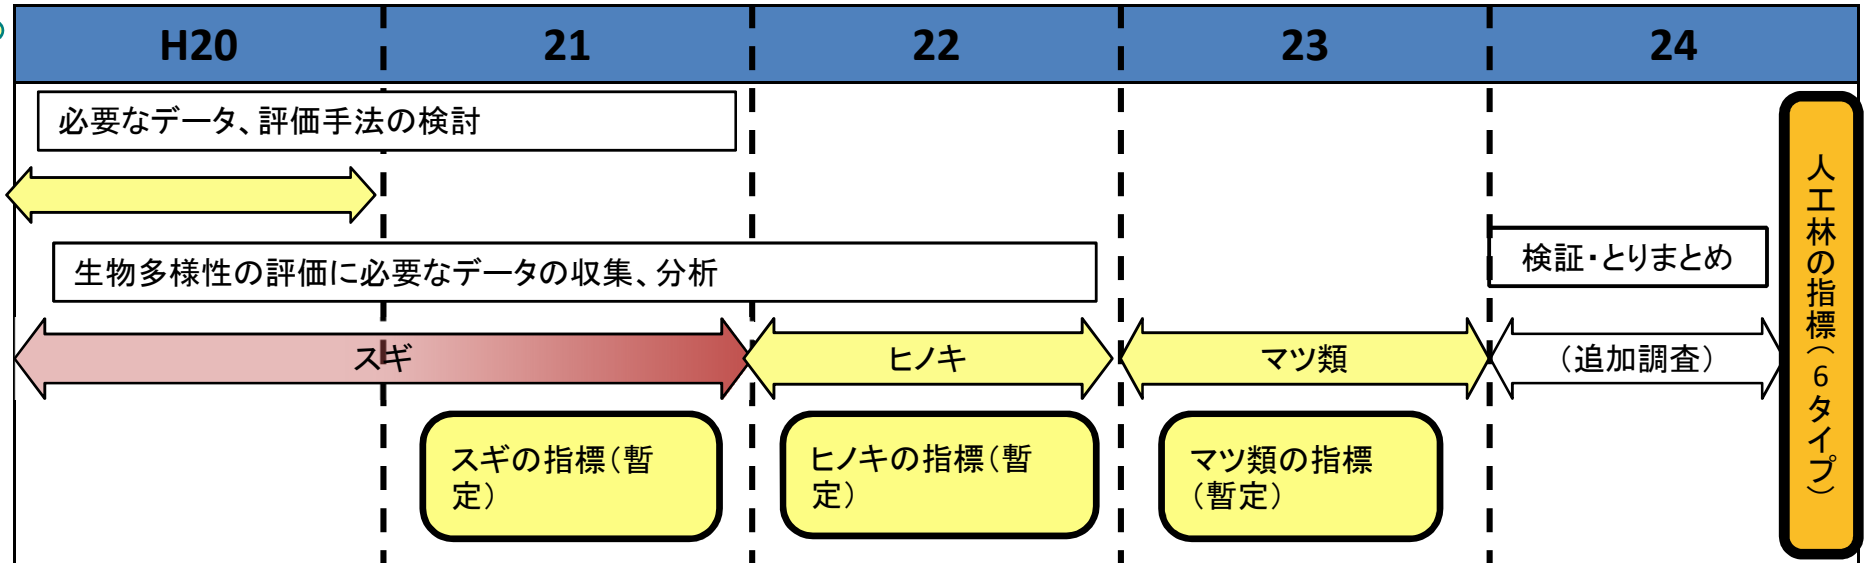 H20
21
22
23
24
必要なデータ、評価手法の検討
生物多様性の評価に必要なデータの収集、分析
検証・とりまとめ
スギ
ヒノキ
マツ類
（追加調査）
スギの指標（暫
定）
ヒノキの指標（暫
定）
マツ類の指標
（暫定）
人工林の指標（６タイプ）